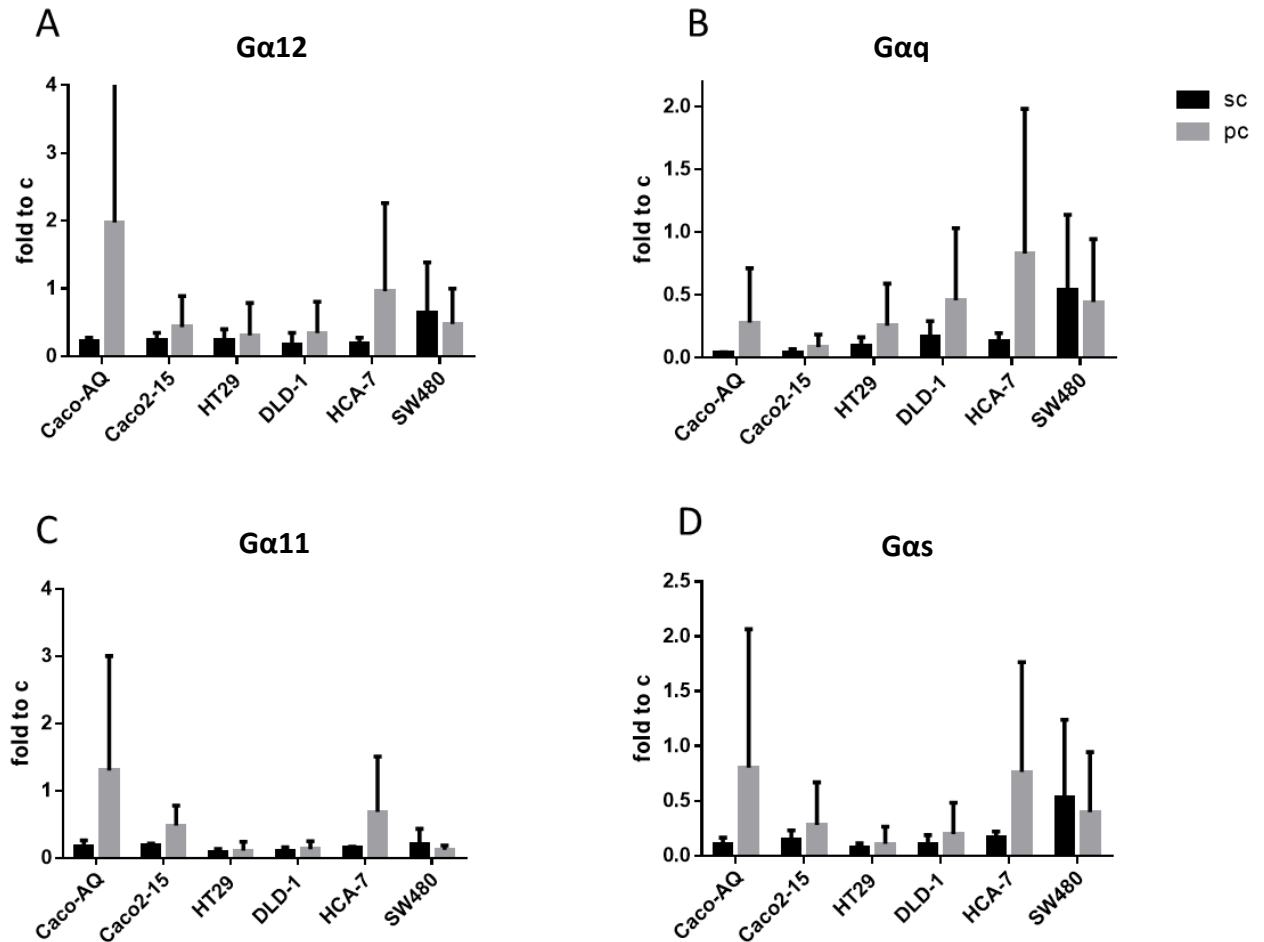 A
Gα12
4
3
2
1
0
fold to c
Caco-AQ
Caco2-15
HT29
DLD-1
HCA-7
SW480
B
Gαq
2.0
1.5
1.0
0.5
0.0
fold to c
Caco-AQ
Caco2-15
HT29
DLD-1
HCA-7
SW480
sc
pc
C
Gα11
4
3
2
1
0
fold to c
Caco-AQ
Caco2-15
HT29
DLD-1
HCA-7
SW480
D
Gαs
2.5
2.0
1.5
1.0
0.5
0.0
fold to c
Caco-AQ
Caco2-15
HT29
DLD-1
HCA-7
SW480